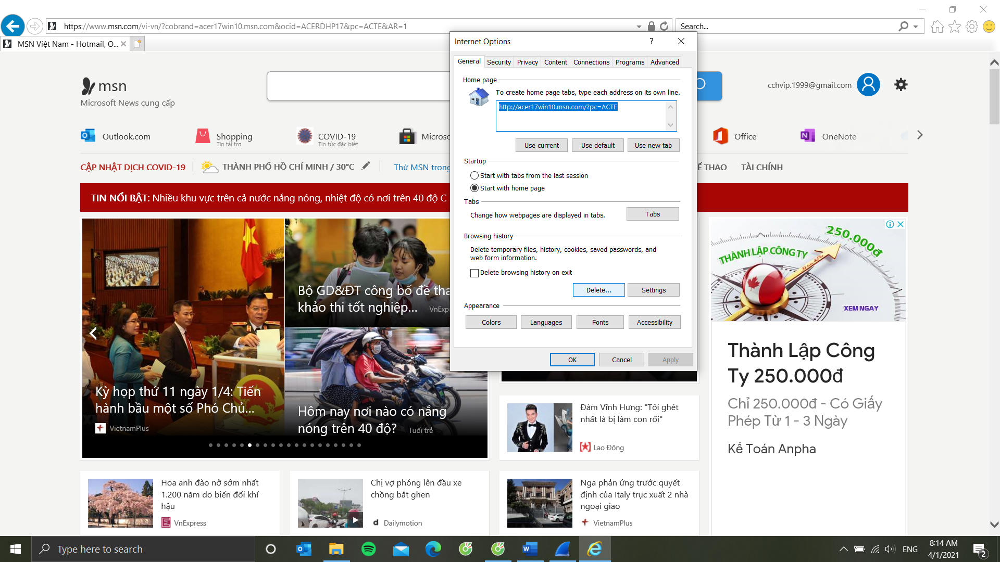 https://www.msn.com/vi-vn/?cobrand=acer17win10.msn.com&ocid=ACERDHP17&pc=ACTE&AR=1
Search...
MSN Việt Nam - Hotmail, O...
Internet Options
?
General
Security
Privacy
Content
Connections
Programs
Advanced
Home page
To create home page tabs, type each address on its own line.
http://acer17win10.msn.com/?pc=ACTE
Use current
Use default
Use new tab
Startup
Start with tabs from the last session
Start with home page
Tabs
Change how webpages are displayed in tabs.
Tabs
Browsing history
Delete temporary files, history, cookies, saved passwords, and
web form information.
Delete browsing history on exit
Delete...
Settings
Appearance
Colors
Languages
Fonts
Accessibility
OK
Cancel
Apply
msn
Microsoft News cung cấp
cchvip.1999@gmail.com
Outlook.com
Shopping
Tin tài trợ
COVID-19
Tin tức đặc biệt
Microso
Office
OneNote
CẬP NHẬT DỊCH COVID-19
THÀNH PHỐ HỒ CHÍ MINH / 30°C
Thử MSN trong
Ể THAO
TÀI CHÍNH
TIN NỔI BẬT: Nhiều khu vực trên cả nước nắng nóng, nhiệt độ có nơi trên 40 độ C
Kỳ họp thứ 11 ngày 1/4: Tiến
hành bầu một số Phó Chủ...
VietnamPlus
Bộ GD&ĐT công bố đề tha
khảo thi tốt nghiệp...
VnExpr
Hôm nay nơi nào có nắng
nóng trên 40 độ?
Tuổi trẻ
250.000đ
THÀNH LẬP CÔNG TY
Kế toán AnPha
XEM NGAY
Thành Lập Công
Ty 250.000đ
Chỉ 250.000đ - Có Giấy
Phép Từ 1 - 3 Ngày
Kế Toán Anpha
Đàm Vĩnh Hưng: "Tôi ghét
nhất là bị làm con rối"
Lao Động
Hoa anh đào nở sớm nhất
1.200 năm do biến đổi khí
hậu
VnExpress
Chị vợ phóng lên đầu xe
chồng bắt ghen
Dailymotion
Nga phản ứng trước quyết
định của Italy trục xuất 2 nhà
ngoại giao
VietnamPlus
Type here to search
ENG
8:14 AM
4/1/2021
2